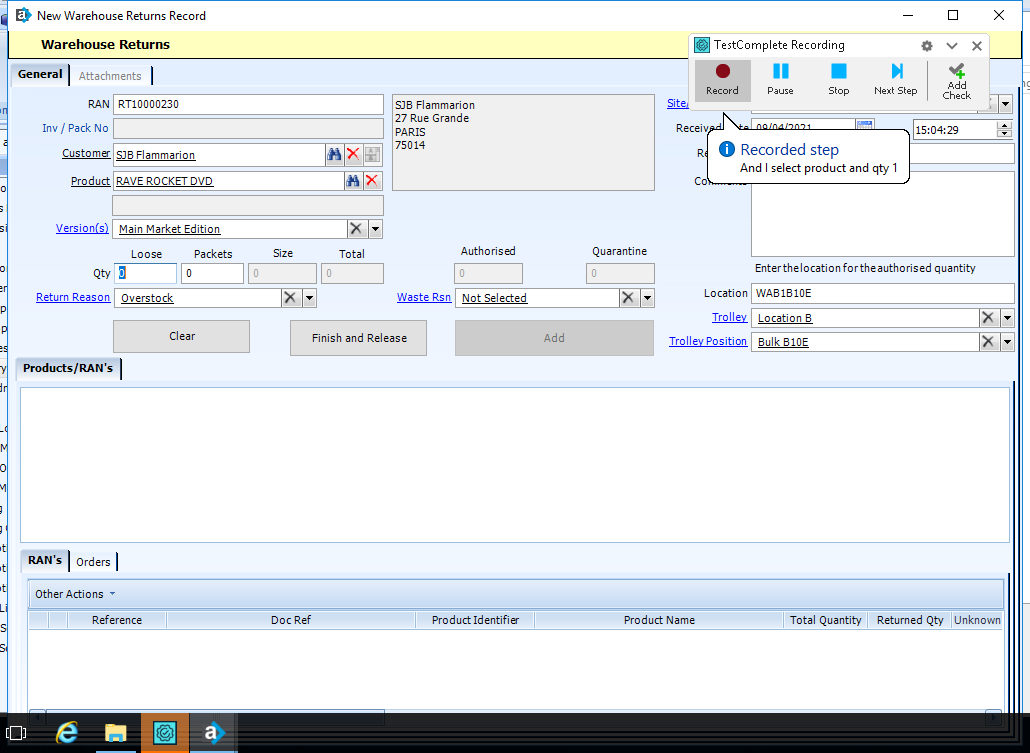 New Warehouse Returns Record
Warehouse Returns
TestComplete Recording
General
Attachments
Record
Pause
Stop
Next Step
Add
Check
RAN
RT10000230
SJB Flammarion
27 Rue Grande
PARIS
75014
Site/
Inv / Pack No
Received
09/04/2021
15:04:29
Customer
SJB Flammarion
Recorded step
And I select product and qty 1
Product
RAVE ROCKET DVD
Version(s)
Main Market Edition
Loose
Packets
Size
Total
Authorised
Quarantine
Enter the location for the authorised quantity
Qty
0
0
0
0
0
0
Location
WAB1B10E
Return Reason
Overstock
Waste Rsn
Not Selected
Trolley
Location B
Clear
Finish and Release
Add
Trolley Position
Bulk B10E
Products/RAN's
RAN's
Orders
Other Actions
Reference
Doc Ref
Product Identifier
Product Name
Total Quantity
Returned Qty
Unknown